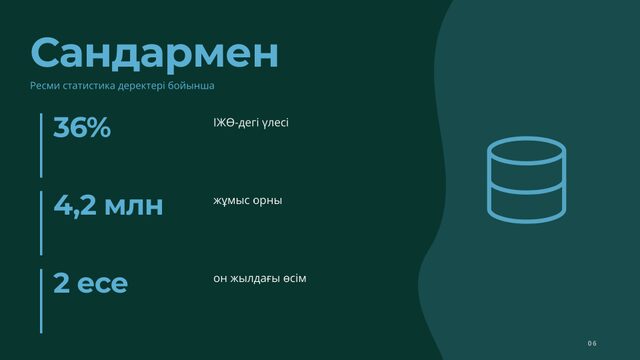 Сандармен
Ресми статистика деректері бойынша
36%
ІЖӨ-дегі үлесі
4,2 млн
жұмыс орны
2 есе
он жылдағы өсім
06